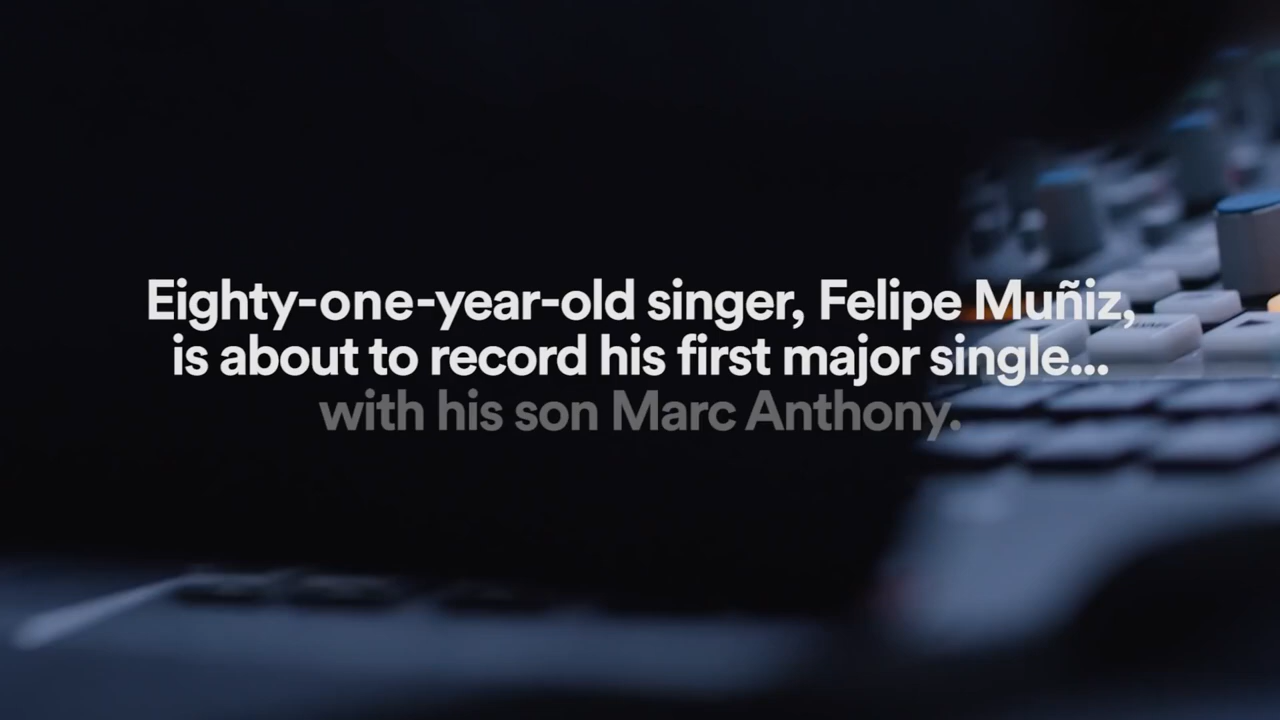 Eighty-one-year-old singer, Felipe Muñiz,
is about to record his first major single...
with his son Marc Anthony.